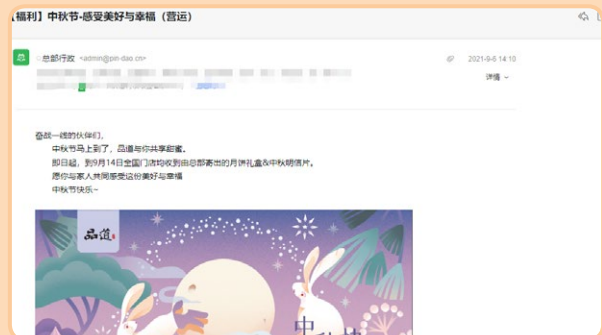 【福利】中秋节-感受美好与幸福（营运）
总
总部行政 <admin@pin-dao.cn>
2021-9-6 14:10
详情
奋战一线的伙伴们，
中秋节马上到了，品道与你共享甜蜜。
即日起，到9月14日全国门店均收到由总部寄出的月饼礼盒&中秋明信片。
愿你与家人共同感受这份美好与幸福
中秋节快乐~
品道
中秋